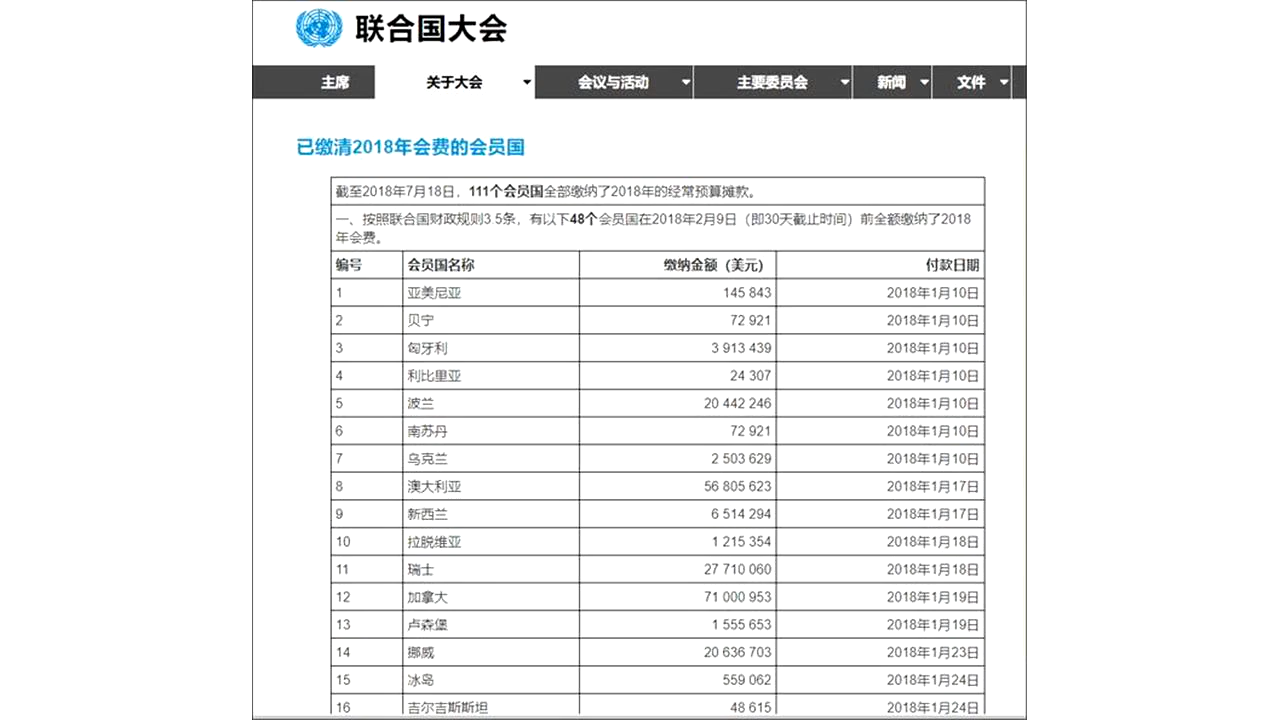 联合国大会
主席 关于大会 会议与活动 主要委员会 新闻 文件
已缴清2018年会费的会员国
截至2018年7月18日，111个会员国全部缴纳了2018年的经常预算摊款。
一、按照联合国财政规则3 5条，有以下48个会员国在2018年2月9日（即30天截止时间）前全额缴纳了2018
年会费。
编号 会员国名称 缴纳金额（美元） 付款日期
1 亚美尼亚 145 843 2018年1月10日
2 贝宁 72 921 2018年1月10日
3 匈牙利 3 913 439 2018年1月10日
4 利比里亚 24 307 2018年1月10日
5 波兰 20 442 246 2018年1月10日
6 南苏丹 72 921 2018年1月10日
7 乌克兰 2 503 629 2018年1月10日
8 澳大利亚 56 805 623 2018年1月17日
9 新西兰 6 514 294 2018年1月17日
10 拉脱维亚 1 215 354 2018年1月18日
11 瑞士 27 710 060 2018年1月18日
12 加拿大 71 000 953 2018年1月19日
13 卢森堡 1 555 653 2018年1月19日
14 挪威 20 636 703 2018年1月23日
15 冰岛 559 062 2018年1月24日
16 吉尔吉斯斯坦 48 615 2018年1月24日